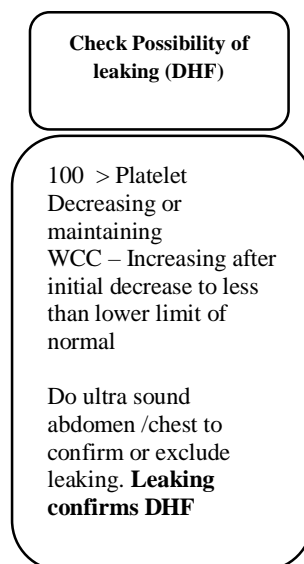 Check Possibility of
leaking (DHF)
100 > Platelet
Decreasing or
maintaining
WCC – Increasing after
initial decrease to less
than lower limit of
normal
Do ultra sound
abdomen /chest to
confirm or exclude
leaking. Leaking
confirms DHF